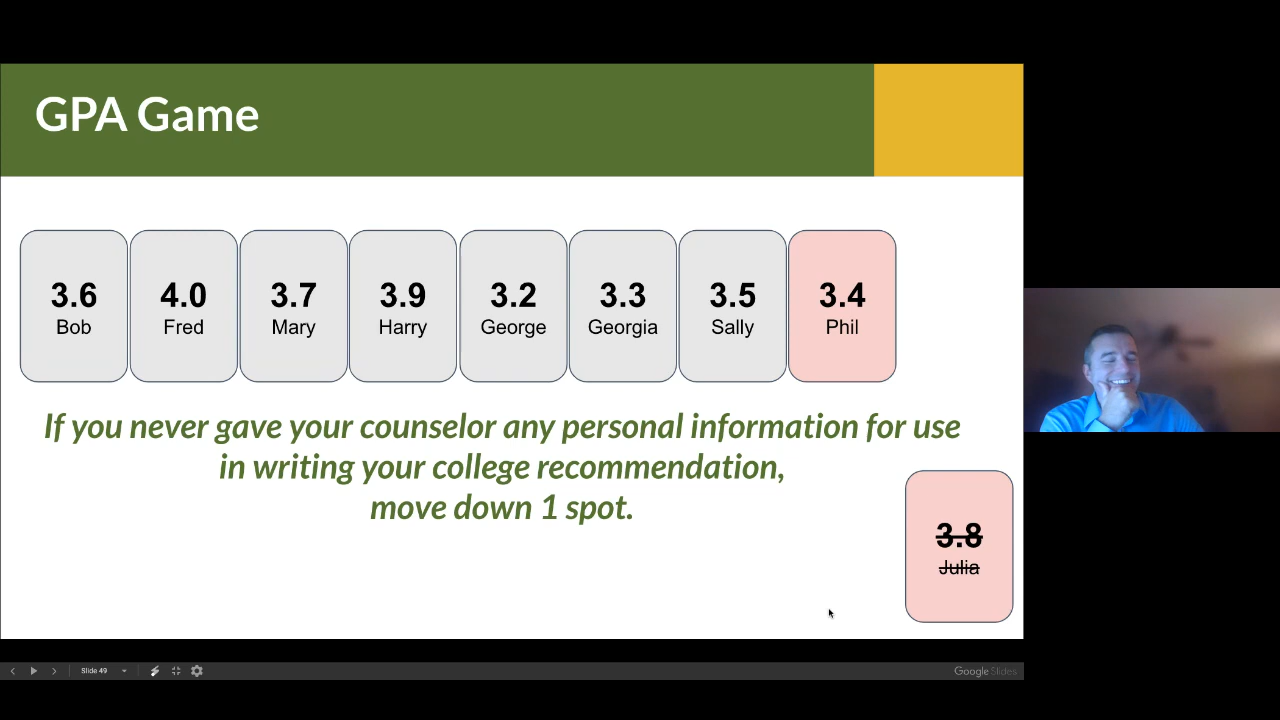 GPA Game
3.6 4.0 3.7 3.9 3.2 3.3 3.5 3.4
Bob Fred Mary Harry George Georgia Sally Phil
If you never gave your counselor any personal information for use
in writing your college recommendation,
move down 1 spot.
3.8
Julia
Slide 49
Google Slides